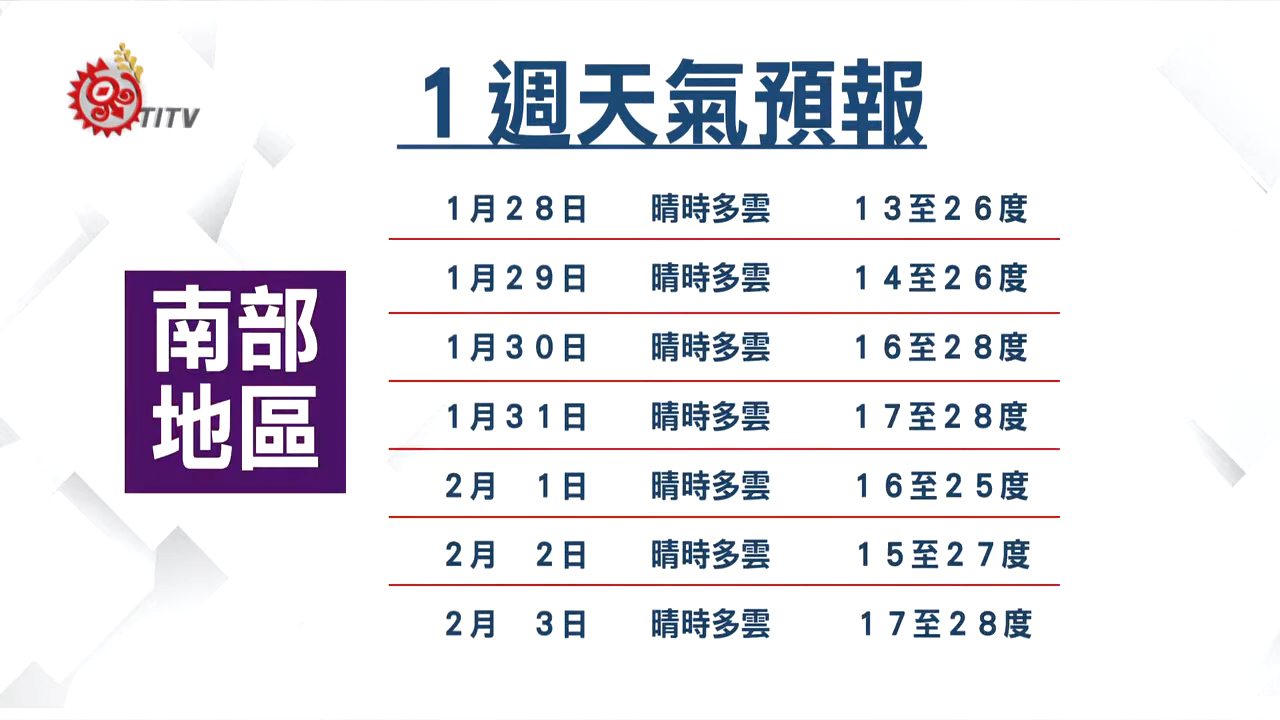 TITV
１週天氣預報
南部
地區
１月２８日　晴時多雲　１３至２６度
１月２９日　晴時多雲　１４至２６度
１月３０日　晴時多雲　１６至２８度
１月３１日　晴時多雲　１７至２８度
２月　１日　晴時多雲　１６至２５度
２月　２日　晴時多雲　１５至２７度
２月　３日　晴時多雲　１７至２８度